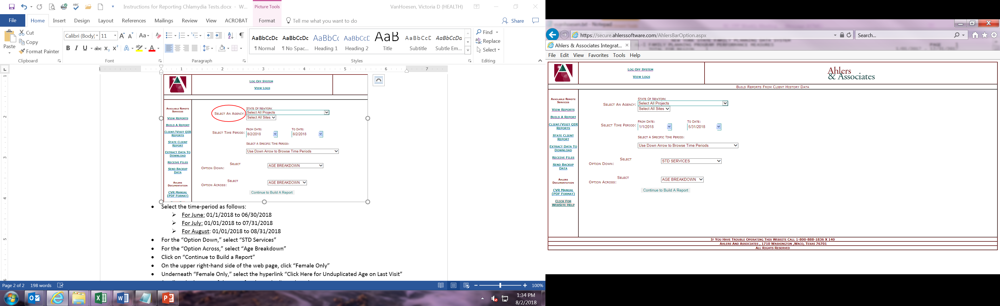 Instructions for Reporting Chlamydia Tests.docx - W...
Picture Tools
VanHoesen, Victoria D (HEALTH)
File Home Insert Design Layout References Mailings Review View ACROBAT Format Tell me what you want to do Share
Paste
Cut
Copy
Format Painter
Clipboard
Calibri (Body) 11
Font
Paragraph
AaBbCcDc AaBbCcDc AaBbCc AaBbCcD AaB AaBbCcD AaBbCcDa
¶ Normal ¶ No Spac... Heading 1 Heading 2 Title Subtitle Subtle Em...
Styles
Find
Replace
Select
Editing
1 1 2 3 4 5 6 7
LOG OFF SYSTEM
VIEW LOGS
AVAILABLE REMOTE SERVICES
VIEW REPORTS
BUILD A REPORT
CLIENT/VISIT QIR REPORTS
STATE CLIENT REPORT
EXTRACT DATA TO DOWNLOAD
RECEIVE FILES
SEND BACKUP DATA
AHLERS DOCUMENTATION
CVR MANUAL (PDF FORMAT)
STATE OF NEWYORK
SELECT AN AGENCY: Select All Projects
Select All Sites
FROM DATE: TO DATE:
SELECT TIME PERIOD: 8/2/2018 8/2/2018
SELECT A SPECIFIC TIME PERIOD:
Use Down Arrow to Browse Time Periods
SELECT
OPTION DOWN: AGE BREAKDOWN
SELECT
OPTION ACROSS: AGE BREAKDOWN
Continue to Build A Report
• Select the time-period as follows:
➢ For June: 01/1/2018 to 06/30/2018
➢ For July: 01/01/2018 to 07/31/2018
➢ For August: 01/01/2018 to 08/31/2018
• For the “Option Down,” select “STD Services”
• For the “Option Across,” select “Age Breakdown”
• Click on “Continue to Build a Report”
• On the upper right-hand side of the web page, click “Female Only”
• Underneath “Female Only,” select the hyperlink “Click Here for Unduplicated Age on Last Visit”
Page 2 of 2 198 words
100%
1:34 PM
8/2/2018
https://secure.ahlerssoftware.com/AhlersBarOption.aspx
Search...
Ahlers & Associates Integrat...
File Edit View Favorites Tools Help
LOG OFF SYSTEM
VIEW LOGS
Ahlers
& Associates
BUILD REPORTS FROM CLIENT HISTORY DATA
AVAILABLE REMOTE SERVICES
VIEW REPORTS
BUILD A REPORT
CLIENT/VISIT QIR REPORTS
STATE CLIENT REPORT
EXTRACT DATA TO DOWNLOAD
RECEIVE FILES
SEND BACKUP DATA
AHLERS DOCUMENTATION
CVR MANUAL (PDF FORMAT)
CLICK FOR WEBSITE HELP
STATE OF NEWYORK
SELECT AN AGENCY: Select All Projects
Select All Sites
FROM DATE: TO DATE:
SELECT TIME PERIOD: 1/1/2018 5/31/2018
SELECT A SPECIFIC TIME PERIOD:
Use Down Arrow to Browse Time Periods
SELECT
OPTION DOWN: STD SERVICES
SELECT
OPTION ACROSS: AGE BREAKDOWN
Continue to Build A Report
IF YOU HAVE TROUBLE OPERATING THIS WEBSITE CALL 1-800-888-1836 X 140
AHLERS AND ASSOCIATES , 1710 WASHINGTON ,WACO, TEXAS 76701
ALL RIGHTS RESERVED